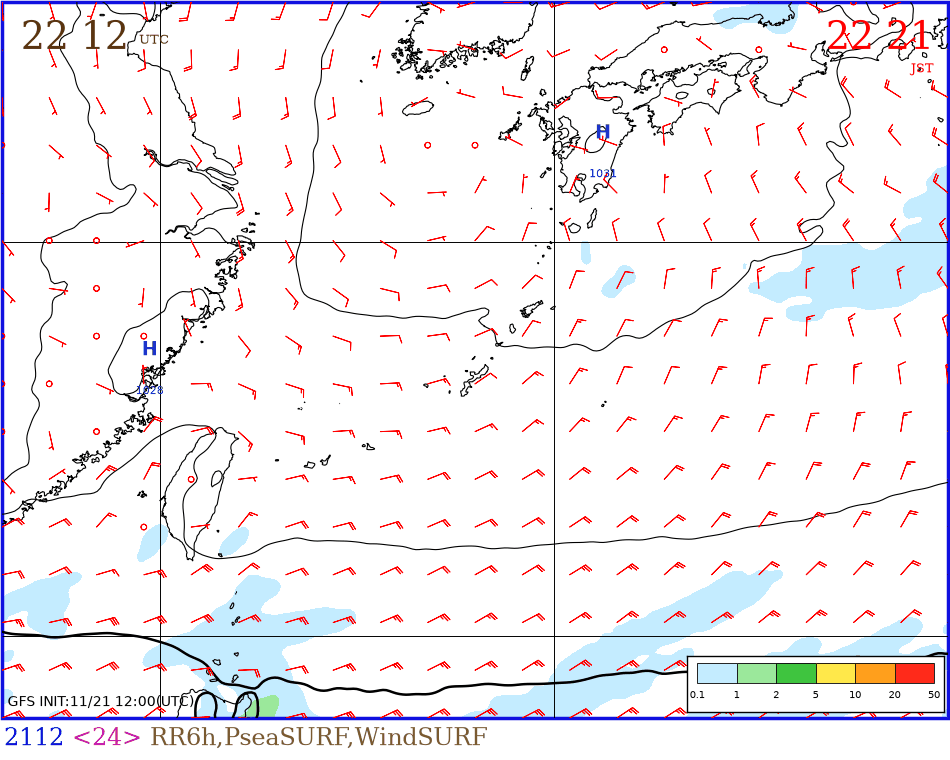 22 12 UTC
22 21
JST
H
1031
H
1028
GFS INIT:11/21 12:00(UTC)
0.1 1 2 5 10 20 50
2112 <24> RR6h,PseaSURF,WindSURF